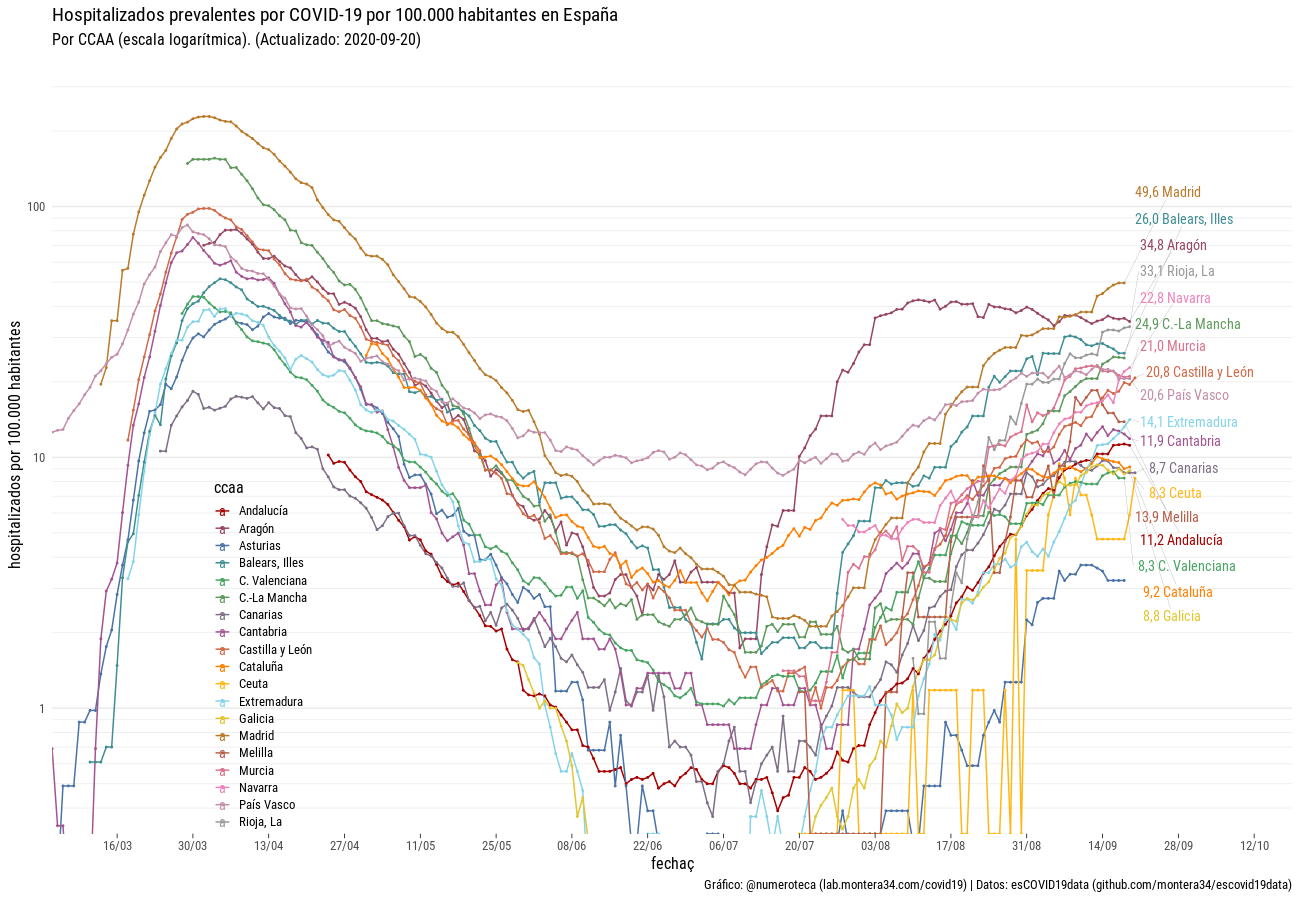 Hospitalizados prevalentes por COVID-19 por 100.000 habitantes en España
Por CCAA (escala logarítmica). (Actualizado: 2020-09-20)
hospitalizados por 100.000 habitantes
100
10
1
49,6 Madrid
26,0 Balears, Illes
34,8 Aragón
33,1 Rioja, La
22,8 Navarra
24,9 C.-La Mancha
21,0 Murcia
20,8 Castilla y León
20,6 País Vasco
14,1 Extremadura
11,9 Cantabria
8,7 Canarias
8,3 Ceuta
13,9 Melilla
11,2 Andalucía
8,3 C. Valenciana
9,2 Cataluña
8,8 Galicia
ccaa
Andalucía
Aragón
Asturias
Balears, Illes
C. Valenciana
C.-La Mancha
Canarias
Cantabria
Castilla y León
Cataluña
Ceuta
Extremadura
Galicia
Madrid
Melilla
Murcia
Navarra
País Vasco
Rioja, La
16/03 30/03 13/04 27/04 11/05 25/05 08/06 22/06 06/07 20/07 03/08 17/08 31/08 14/09 28/09 12/10
fechaç
Gráfico: @numeroteca (lab.montera34.com/covid19) | Datos: esCOVID19data (github.com/montera34/escovid19data)